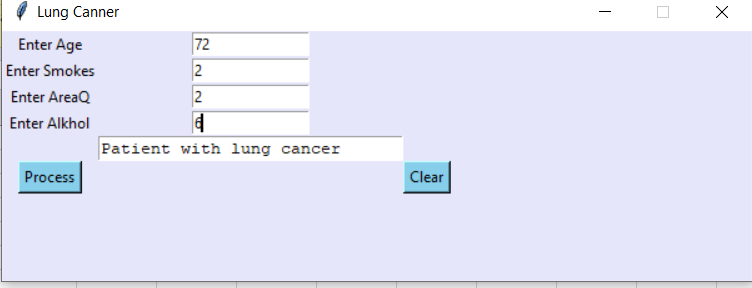 Lung Canner
Enter Age 72
Enter Smokes 2
Enter AreaQ 2
Enter Alkhol 6
Patient with lung cancer
Process Clear